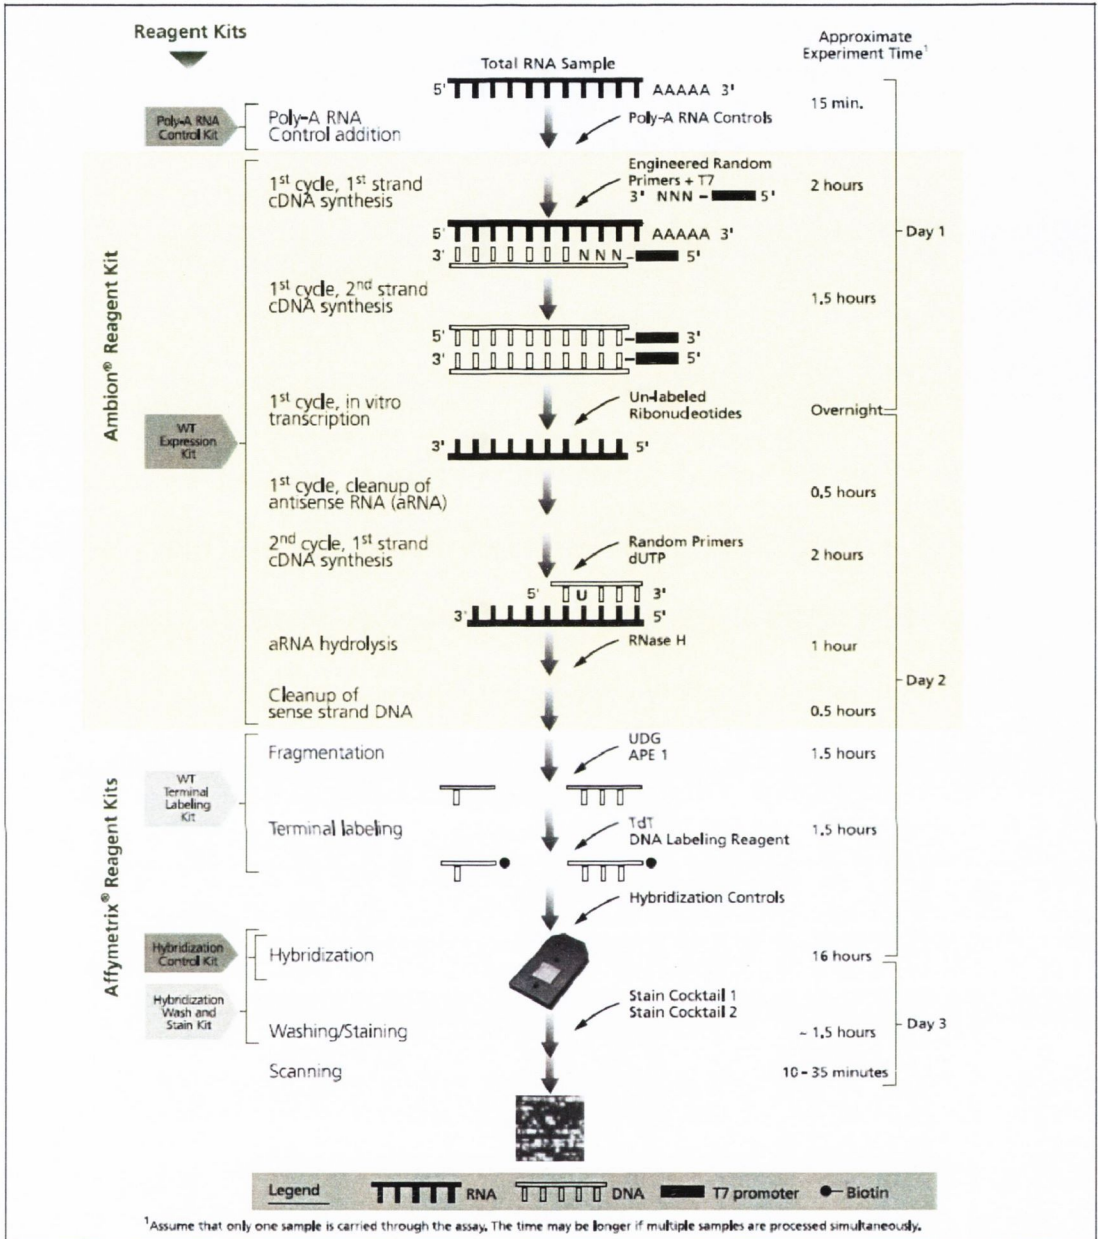 Reagent Kits
Approximate
Experiment Time¹
Total RNA Sample
5' AAAAA 3'
15 min.
Poly-A RNA
Control Kit
Poly-A RNA
Control addition
Poly-A RNA Controls
Ambion® Reagent Kit
WT
Expression
Kit
1st cycle, 1st strand
cDNA synthesis
Engineered Random
Primers + T7
3' NNN – 5'
2 hours
5' AAAAA 3'
3' N N N – 5'
Day 1
1st cycle, 2nd strand
cDNA synthesis
1.5 hours
5' 3'
3' 5'
1st cycle, in vitro
transcription
Un-labeled
Ribonucleotides
Overnight
3' 5'
1st cycle, cleanup of
antisense RNA (aRNA)
0.5 hours
2nd cycle, 1st strand
cDNA synthesis
Random Primers
dUTP
2 hours
5' U 3'
3' 5'
aRNA hydrolysis
RNase H
1 hour
Day 2
Cleanup of
sense strand DNA
0.5 hours
Affymetrix® Reagent Kits
WT
Terminal
Labeling
Kit
Fragmentation
UDG
APE 1
1.5 hours
Terminal labeling
TdT
DNA Labeling Reagent
1.5 hours
Hybridization Controls
Hybridization
Control Kit
Hybridization
16 hours
Hybridization
Wash and
Stain Kit
Stain Cocktail 1
Stain Cocktail 2
Washing/Staining
~ 1.5 hours
Day 3
Scanning
10 – 35 minutes
Legend RNA DNA T7 promoter Biotin
¹Assume that only one sample is carried through the assay. The time may be longer if multiple samples are processed simultaneously.